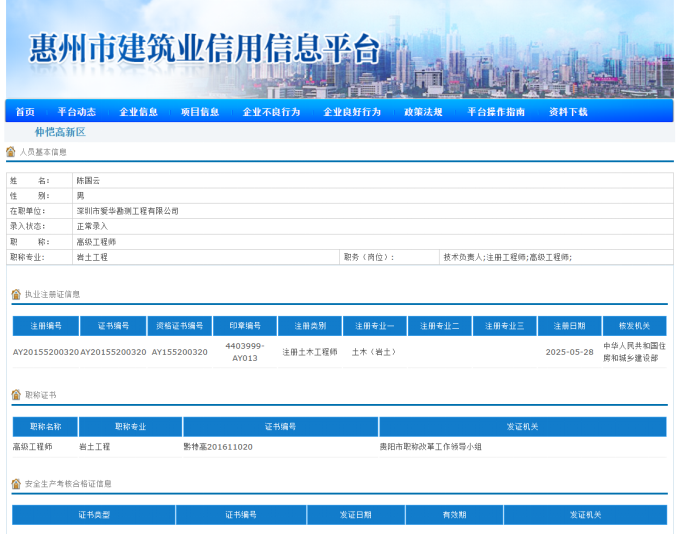 惠州市建筑业信用信息平台
首页 平台动态 企业信息 项目信息 企业不良行为 企业良好行为 政策法规 平台操作指南 资料下载
仲恺高新区
人员基本信息
姓 名: 陈国云
性 别: 男
在职单位: 深圳市爱华勘测工程有限公司
录入状态: 正常录入
职 称: 高级工程师
职称专业: 岩土工程 职务（岗位）: 技术负责人;注册工程师;高级工程师;
执业注册证信息
注册编号 证书编号 资格证书编号 印章编号 注册类别 注册专业一 注册专业二 注册专业三 注册日期 核发机关
AY20155200320 AY20155200320 AY155200320 4403999-AY013 注册土木工程师 土木（岩土） 2025-05-28 中华人民共和国住房和城乡建设部
职称证书
职称名称 职称专业 证书编号 发证机关
高级工程师 岩土工程 黔特高201611020 贵阳市职称改革工作领导小组
安全生产考核合格证信息
证书类型 证书编号 发证日期 有效期 发证机关